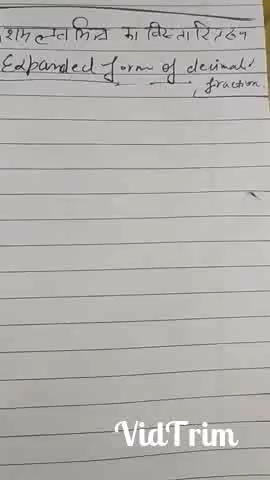 दशमलव भिन्न का विस्तारित रूप
Expanded form of decimal
fraction
VidTrim